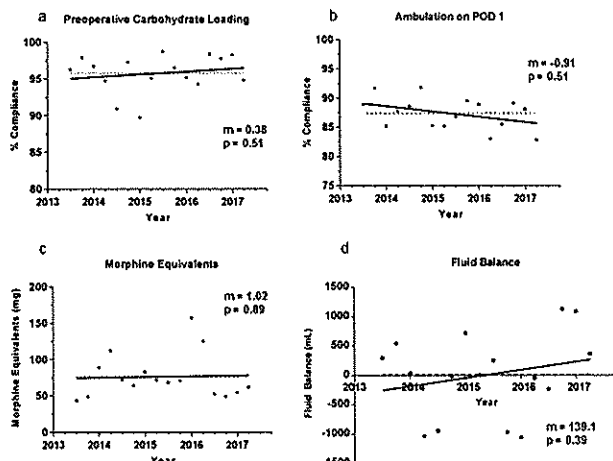 a
Preoperative Carbohydrate Loading
% Compliance
100
95
90
85
80
2013 2014 2015 2016 2017
Year
m = 0.38
p = 0.51
b
Ambulation on POD 1
% Compliance
100
95
90
85
80
75
2013 2014 2015 2016 2017
Year
m = -0.91
p = 0.51
c
Morphine Equivalents
Morphine Equivalents (mg)
200
150
100
50
0
2013 2014 2015 2016 2017
Year
m = 1.02
p = 0.89
d
Fluid Balance
Fluid Balance (mL)
1500
1000
500
0
-500
-1000
-1500
2013 2014 2015 2016 2017
Year
m = 139.1
p = 0.39